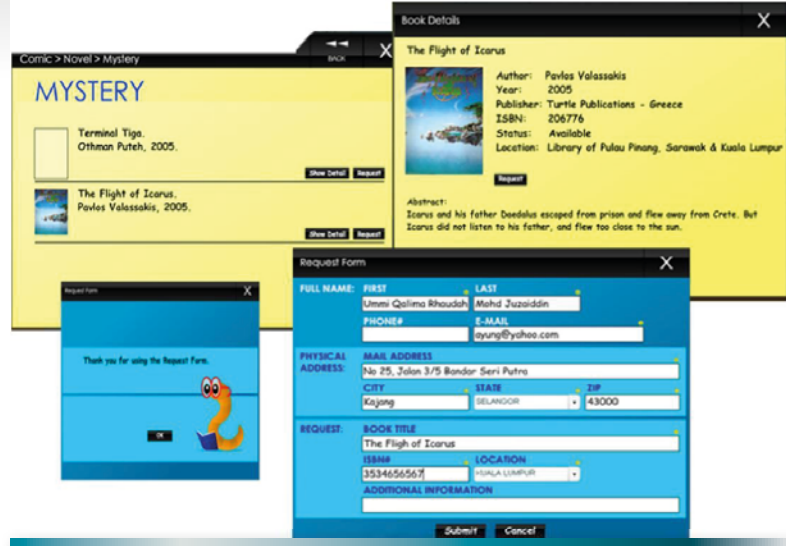 Comic > Novel > Mystery
BACK
X
MYSTERY
Terminal Tiga.
Othman Puteh, 2005.
Show Detail Request
The Flight of Icarus.
Pavlos Valassakis, 2005.
Show Detail Request
Book Details
X
The Flight of Icarus
Author: Pavlos Valassakis
Year: 2005
Publisher: Turtle Publications - Greece
ISBN: 206776
Status: Available
Location: Library of Pulau Pinang, Sarawak & Kuala Lumpur
Request
Abstract:
Icarus and his father Daedalus escaped from prison and flew away from Crete. But
Icarus did not listen to his father, and flew too close to the sun.
Request Form
X
Thank you for using the Request Form.
OK
Request Form
X
FULL NAME: FIRST LAST
Ummi Qalima Rhoudah Mohd Juzaiddin
PHONE# E-MAIL
ayung@yahoo.com
PHYSICAL ADDRESS: MAIL ADDRESS
No 25, Jalan 3/5 Bandar Seri Putra
CITY STATE ZIP
Kajang SELANGOR 43000
REQUEST: BOOK TITLE
The Fligh of Icarus
ISBN# LOCATION
3534656567 KUALA LUMPUR
ADDITIONAL INFORMATION
Submit Cancel